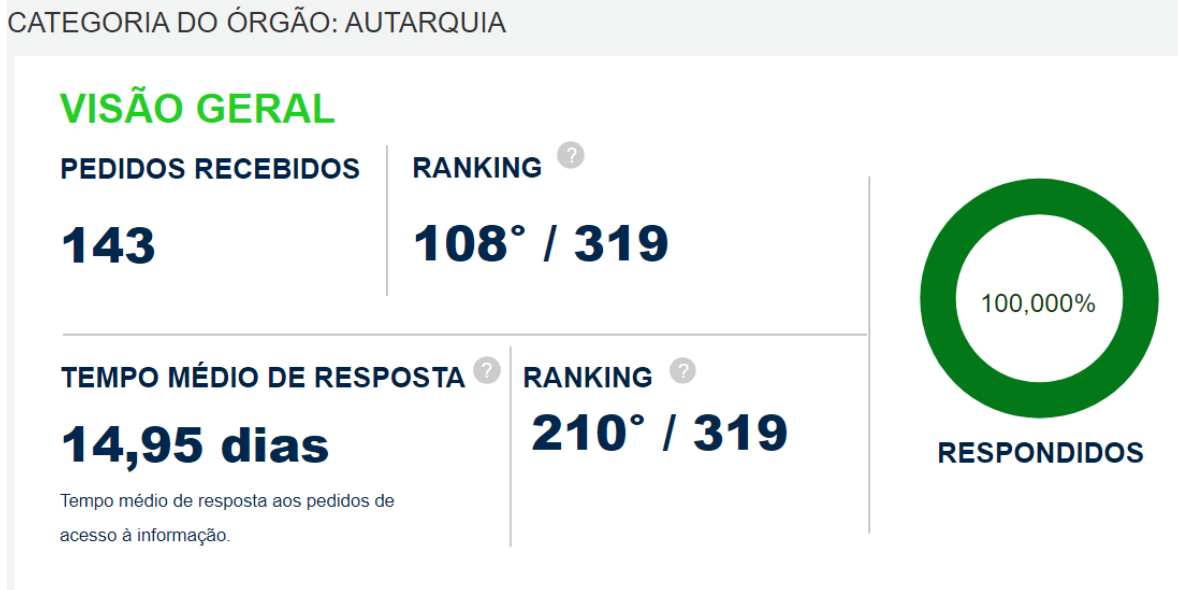 CATEGORIA DO ÓRGÃO: AUTARQUIA
VISÃO GERAL
PEDIDOS RECEBIDOS
143
RANKING ?
108° / 319
TEMPO MÉDIO DE RESPOSTA ?
14,95 dias
Tempo médio de resposta aos pedidos de
acesso à informação.
RANKING ?
210° / 319
100,000%
RESPONDIDOS